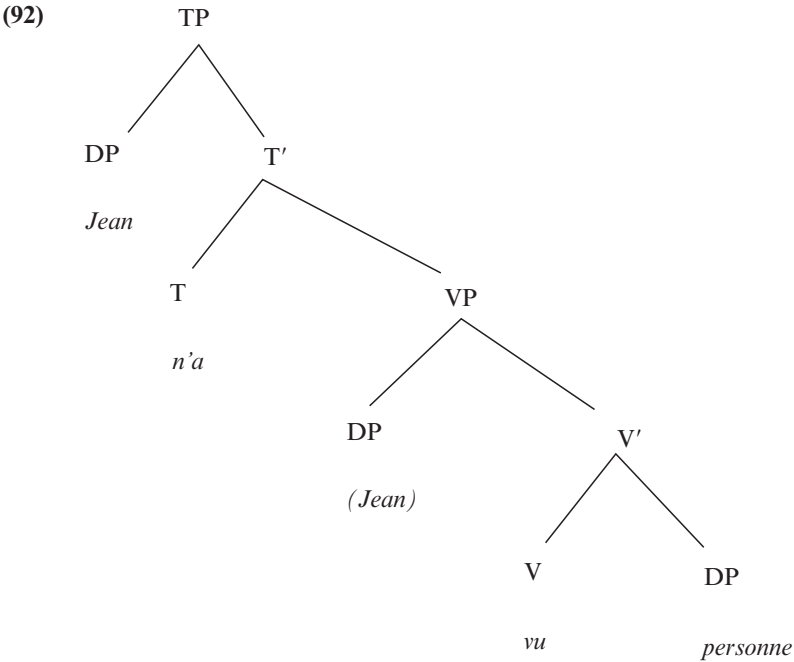 (92) TP
DP T′
Jean
T VP
n’a
DP V′
(Jean)
V DP
vu personne